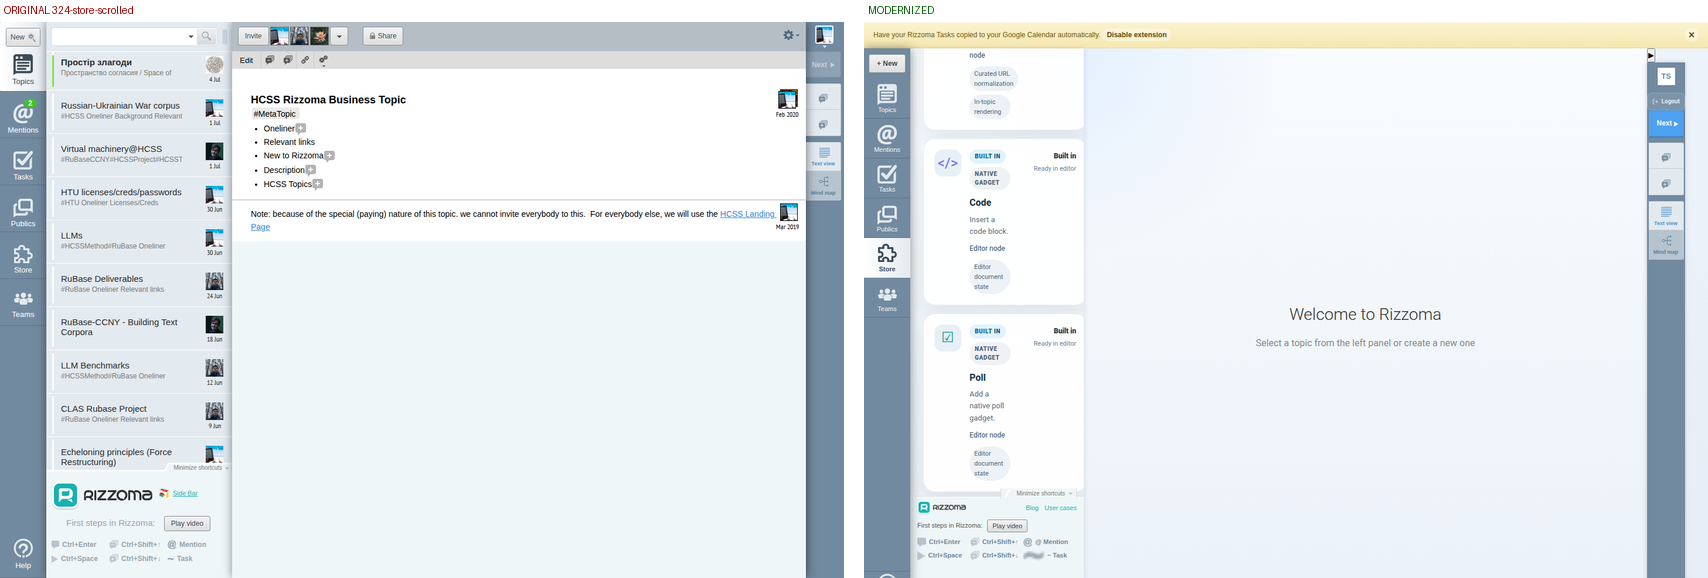 ORIGINAL 324-store-scrolled
New
Topics
2
Mentions
Tasks
Publics
Store
Teams
Help
Простір злагоди
Пространство согласия / Space of
4 Jul
Russian-Ukrainian War corpus
#HCSS Oneliner Background Relevant
1 Jul
Virtual machinery@HCSS
#RuBaseCCNY#HCSSProject#HCSST
1 Jul
HTU licenses/creds/passwords
#HTU Oneliner Licenses/Creds
30 Jun
LLMs
#HCSSMethod#RuBase Oneliner
30 Jun
RuBase Deliverables
#RuBase Oneliner Relevant links
24 Jun
RuBase-CCNY - Building Text
Corpora
18 Jun
LLM Benchmarks
#HCSSMethod#RuBase Oneliner
12 Jun
CLAS Rubase Project
#RuBase Oneliner Relevant links
9 Jun
Echeloning principles (Force
Restructuring)
Minimize shortcuts
RIZZOMA
Side Bar
First steps in Rizzoma:
Play video
Ctrl+Enter
Ctrl+Shift+↑
@ Mention
Ctrl+Space
Ctrl+Shift+↓
~ Task
Invite
Share
Edit
HCSS Rizzoma Business Topic
#MetaTopic
Feb 2020
• Oneliner
• Relevant links
• New to Rizzoma
• Description
• HCSS Topics
Note: because of the special (paying) nature of this topic. we cannot invite everybody to this. For everybody else, we will use the HCSS Landing
Page
Mar 2019
Next
Text view
Mind map
MODERNIZED
Have your Rizzoma Tasks copied to your Google Calendar automatically. Disable extension
×
+ New
Topics
Mentions
Tasks
Publics
Store
Teams
node
Curated URL
normalization
In-topic
rendering
</>
BUILT IN
NATIVE
GADGET
Built in
Ready in editor
Code
Insert a
code block.
Editor node
Editor
document
state
BUILT IN
NATIVE
GADGET
Built in
Ready in editor
Poll
Add a
native poll
gadget.
Editor node
Editor
document
state
Minimize shortcuts
RIZZOMA
Blog
User cases
First steps in Rizzoma:
Play video
Ctrl+Enter
Ctrl+Shift+↑
@ @ Mention
Ctrl+Space
Ctrl+Shift+↓
~ Task
Welcome to Rizzoma
Select a topic from the left panel or create a new one
TS
Logout
Next
Text view
Mind map